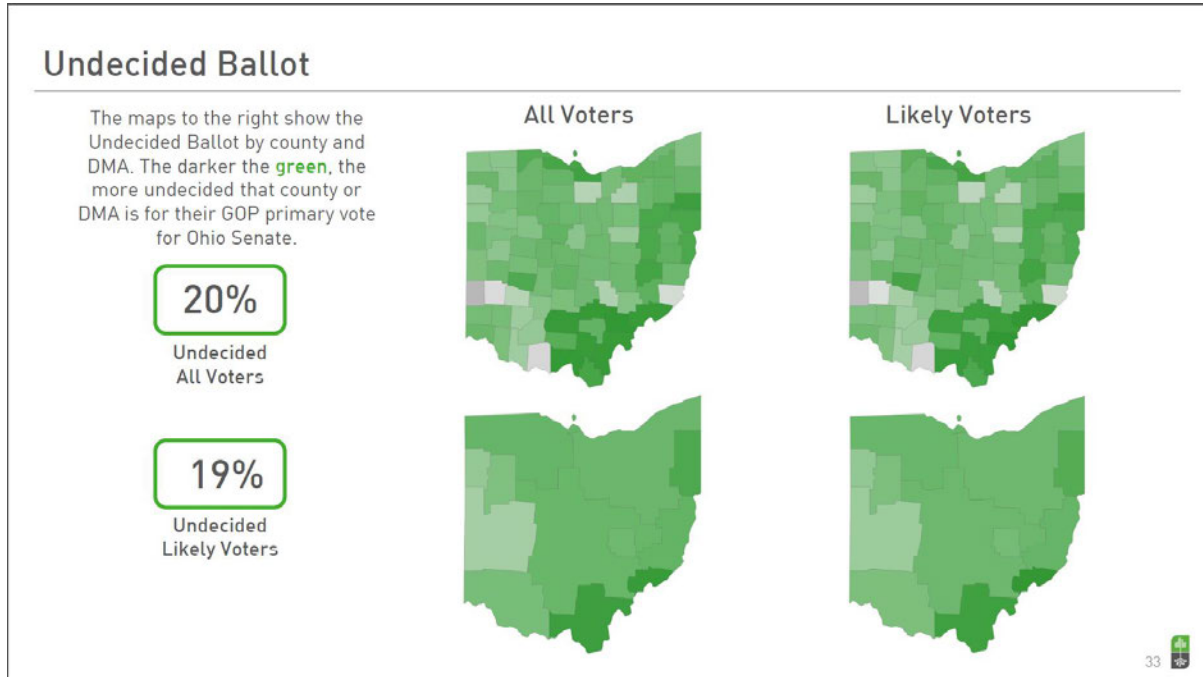 Undecided Ballot
The maps to the right show the
Undecided Ballot by county and
DMA. The darker the green, the
more undecided that county or
DMA is for their GOP primary vote
for Ohio Senate.
20%
Undecided
All Voters
19%
Undecided
Likely Voters
All Voters
Likely Voters
33